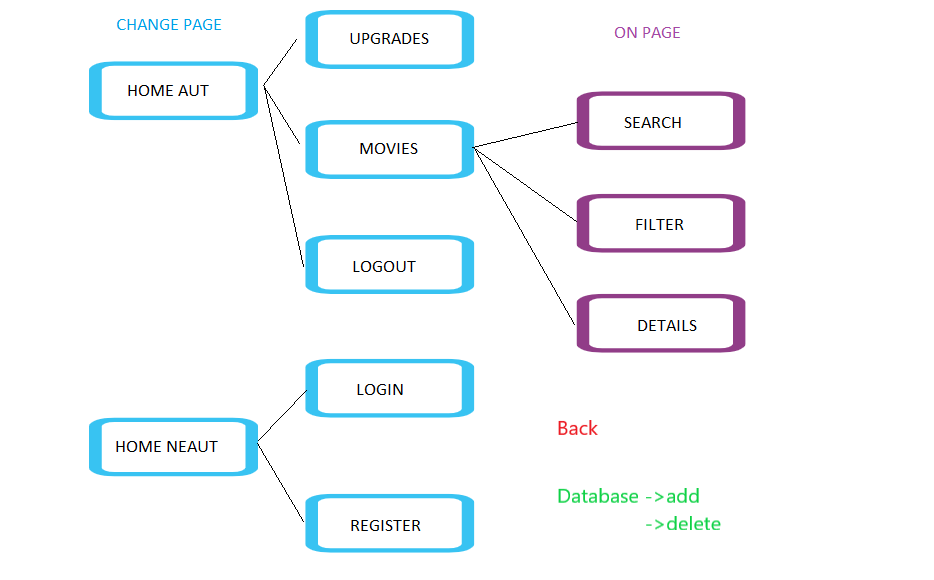 CHANGE PAGE
UPGRADES
ON PAGE
HOME AUT
SEARCH
MOVIES
FILTER
LOGOUT
DETAILS
LOGIN
Back
HOME NEAUT
Database ->add
->delete
REGISTER